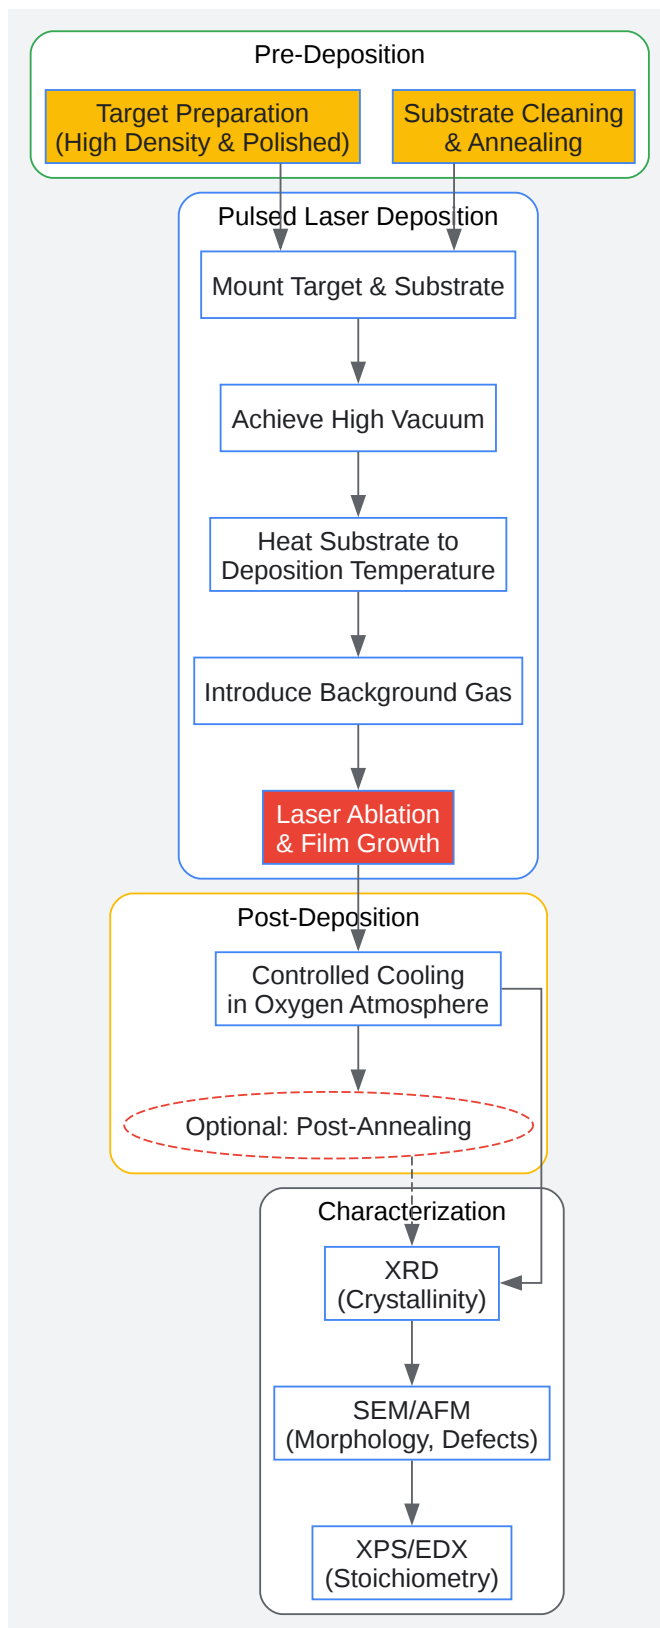 Pre-Deposition
Target Preparation
(High Density & Polished)
Substrate Cleaning
& Annealing
Pulsed Laser Deposition
Mount Target & Substrate
Achieve High Vacuum
Heat Substrate to
Deposition Temperature
Introduce Background Gas
Laser Ablation
& Film Growth
Post-Deposition
Controlled Cooling
in Oxygen Atmosphere
Optional: Post-Annealing
Characterization
XRD
(Crystallinity)
SEM/AFM
(Morphology, Defects)
XPS/EDX
(Stoichiometry)